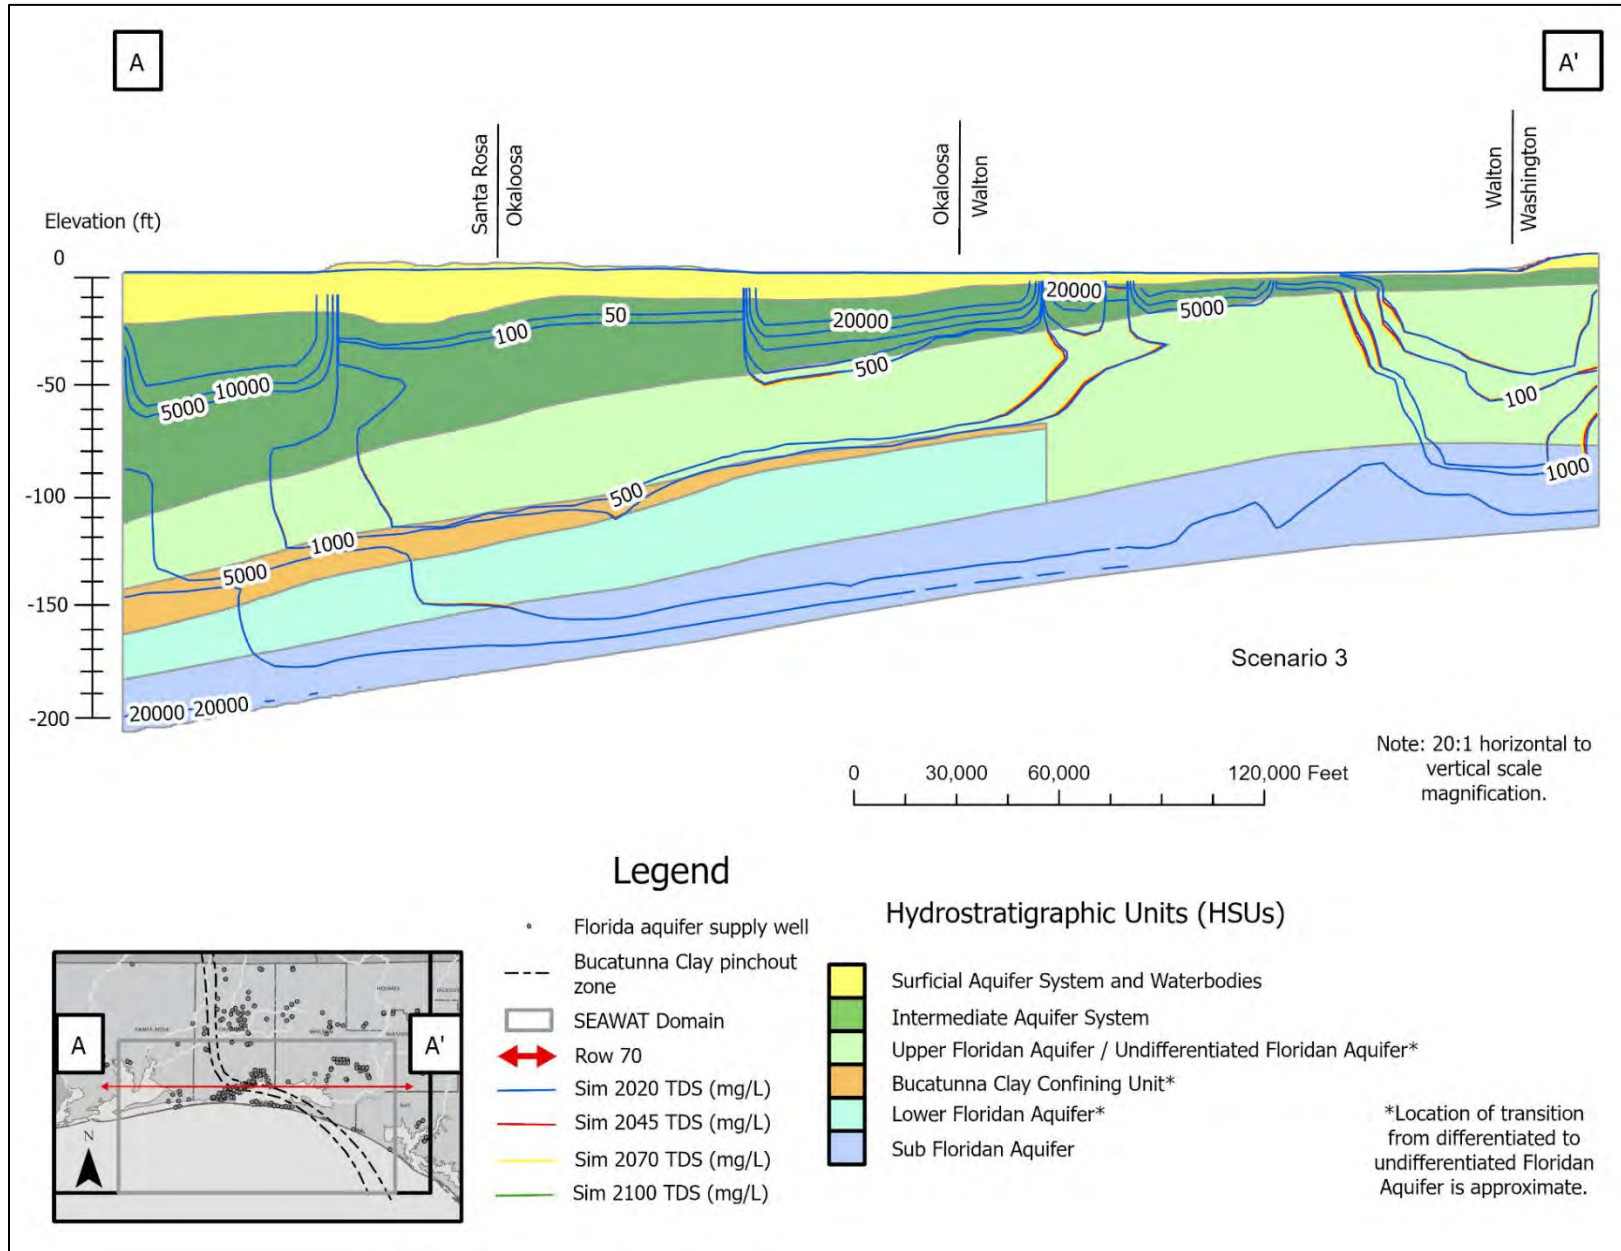 A
A'
Santa Rosa
Okaloosa
Okaloosa
Walton
Walton
Washington
Elevation (ft)
0
-50
-100
-150
-200
20000
50
100
20000
5000
500
10000
5000
100
500
1000
1000
5000
20000
20000
Scenario 3
Note: 20:1 horizontal to
vertical scale
magnification.
0
30,000
60,000
120,000 Feet
Legend
Florida aquifer supply well
Bucatunna Clay pinchout
zone
SEAWAT Domain
Row 70
Sim 2020 TDS (mg/L)
Sim 2045 TDS (mg/L)
Sim 2070 TDS (mg/L)
Sim 2100 TDS (mg/L)
Hydrostratigraphic Units (HSUs)
Surficial Aquifer System and Waterbodies
Intermediate Aquifer System
Upper Floridan Aquifer / Undifferentiated Floridan Aquifer*
Bucatunna Clay Confining Unit*
Lower Floridan Aquifer*
Sub Floridan Aquifer
*Location of transition
from differentiated to
undifferentiated Floridan
Aquifer is approximate.
HOLMES
SANTA ROSA
A
A'
N